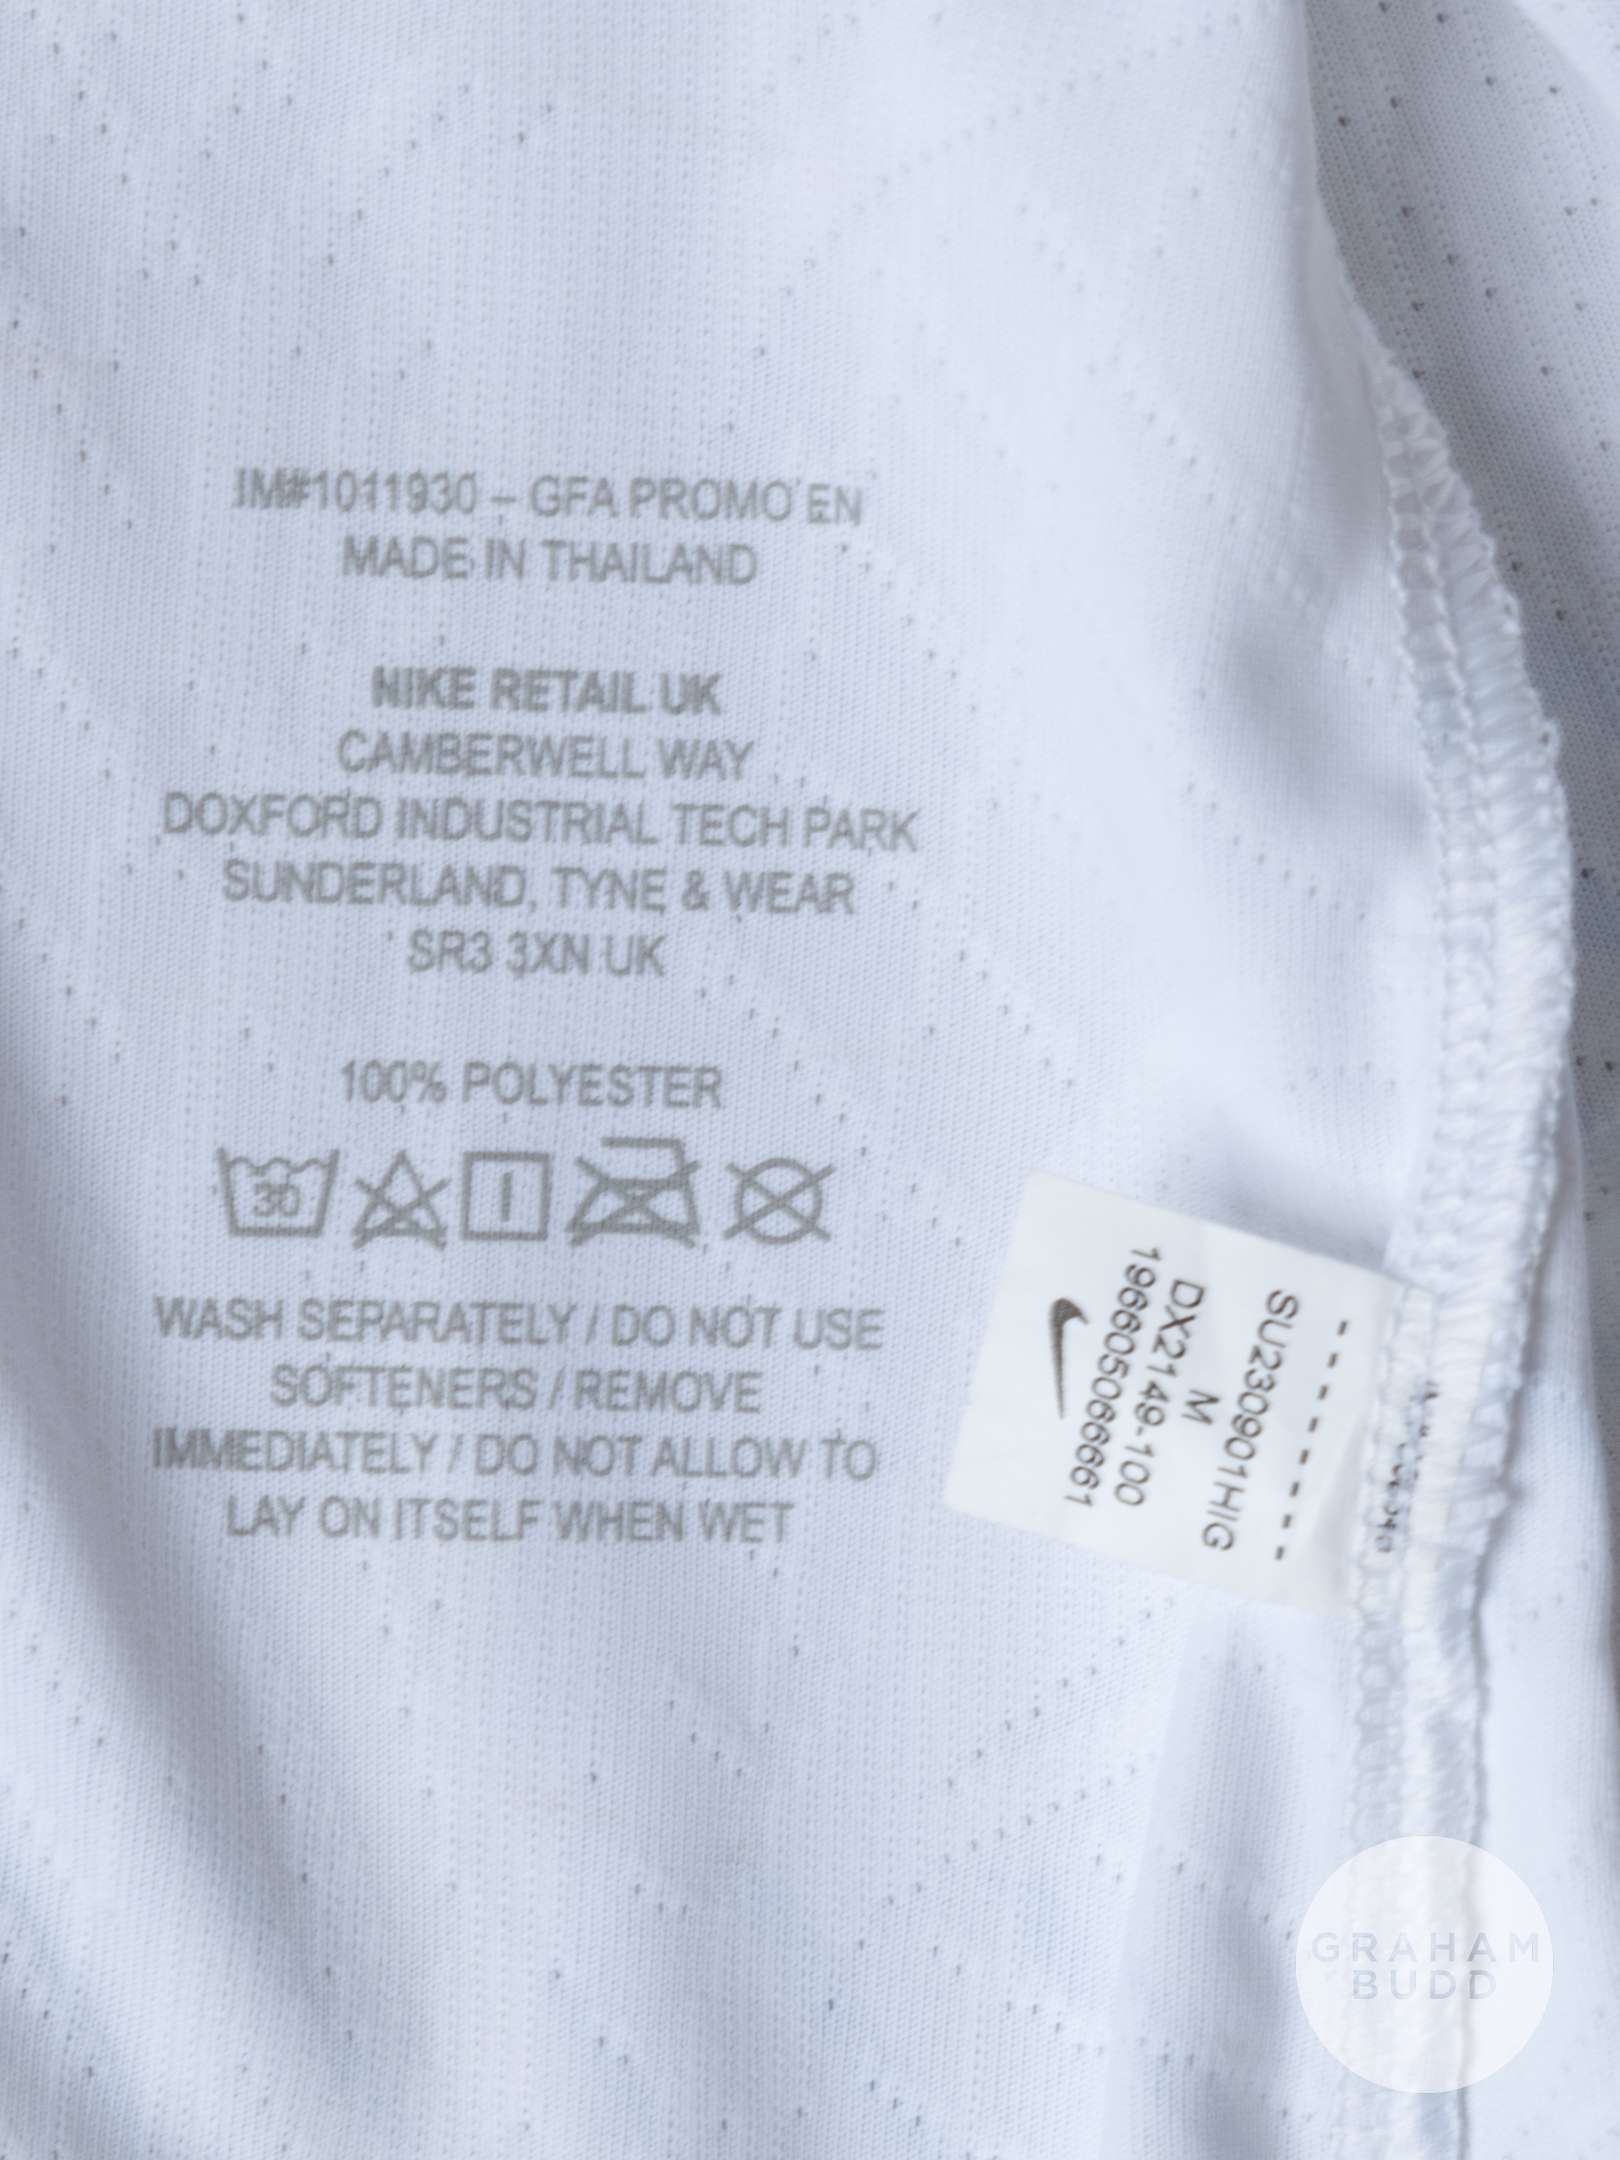 IM#1011930 – GFA PROMO EN
MADE IN THAILAND
NIKE RETAIL UK
CAMBERWELL WAY
DOXFORD INDUSTRIAL TECH PARK
SUNDERLAND, TYNE & WEAR
SR3 3XN UK
100% POLYESTER
30
WASH SEPARATELY / DO NOT USE
SOFTENERS / REMOVE
IMMEDIATELY / DO NOT ALLOW TO
LAY ON ITSELF WHEN WET
SU230901HIG
M
DX2149-100
196605066661
GRAHAM
BUDD